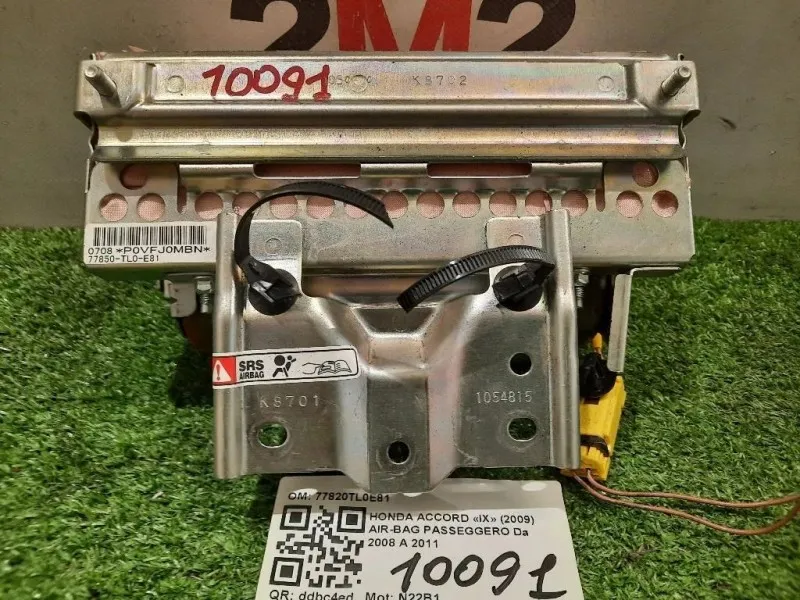 2M2
10091
K8702
0708 *P0VFJ0MBN*
77850-TL0-E81
SRS
AIRBAG
K8701
1054815
OM: 77820TL0E81
HONDA ACCORD «iX» (2009)
AIR-BAG PASSEGGERO Da
2008 A 2011
10091
QR: ddbc4ed Mot: N22B1